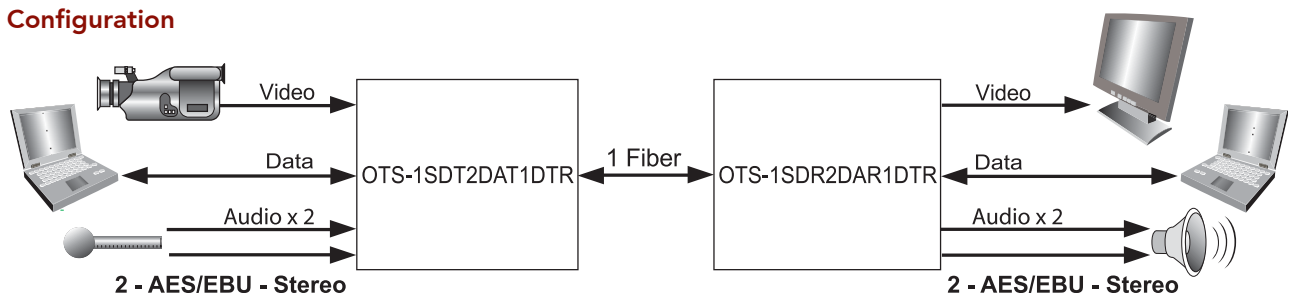 Configuration
Video
Data
Audio x 2
2 - AES/EBU - Stereo
OTS-1SDT2DAT1DTR
1 Fiber
OTS-1SDR2DAR1DTR
Video
Data
Audio x 2
2 - AES/EBU - Stereo